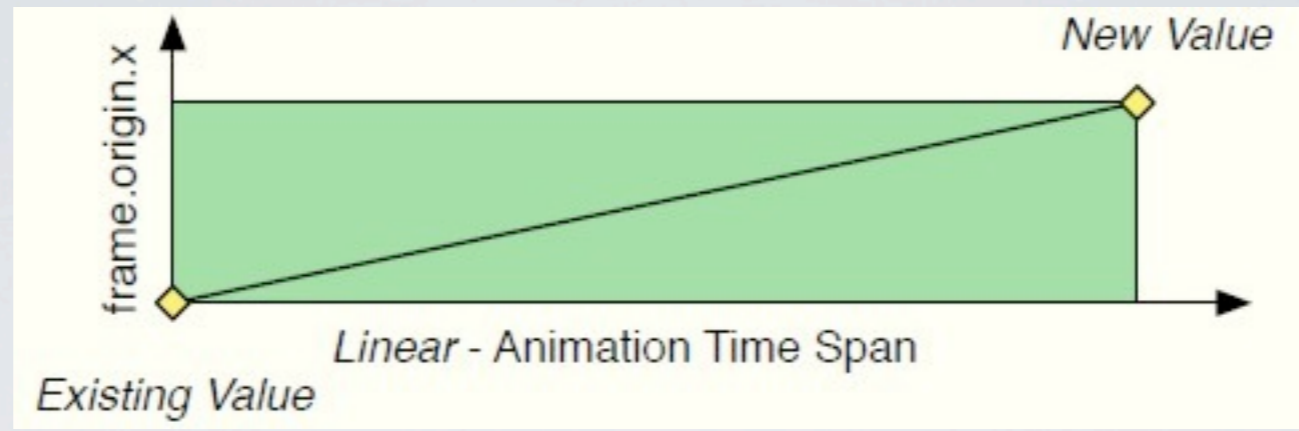 New Value
frame.origin.x
Linear - Animation Time Span
Existing Value